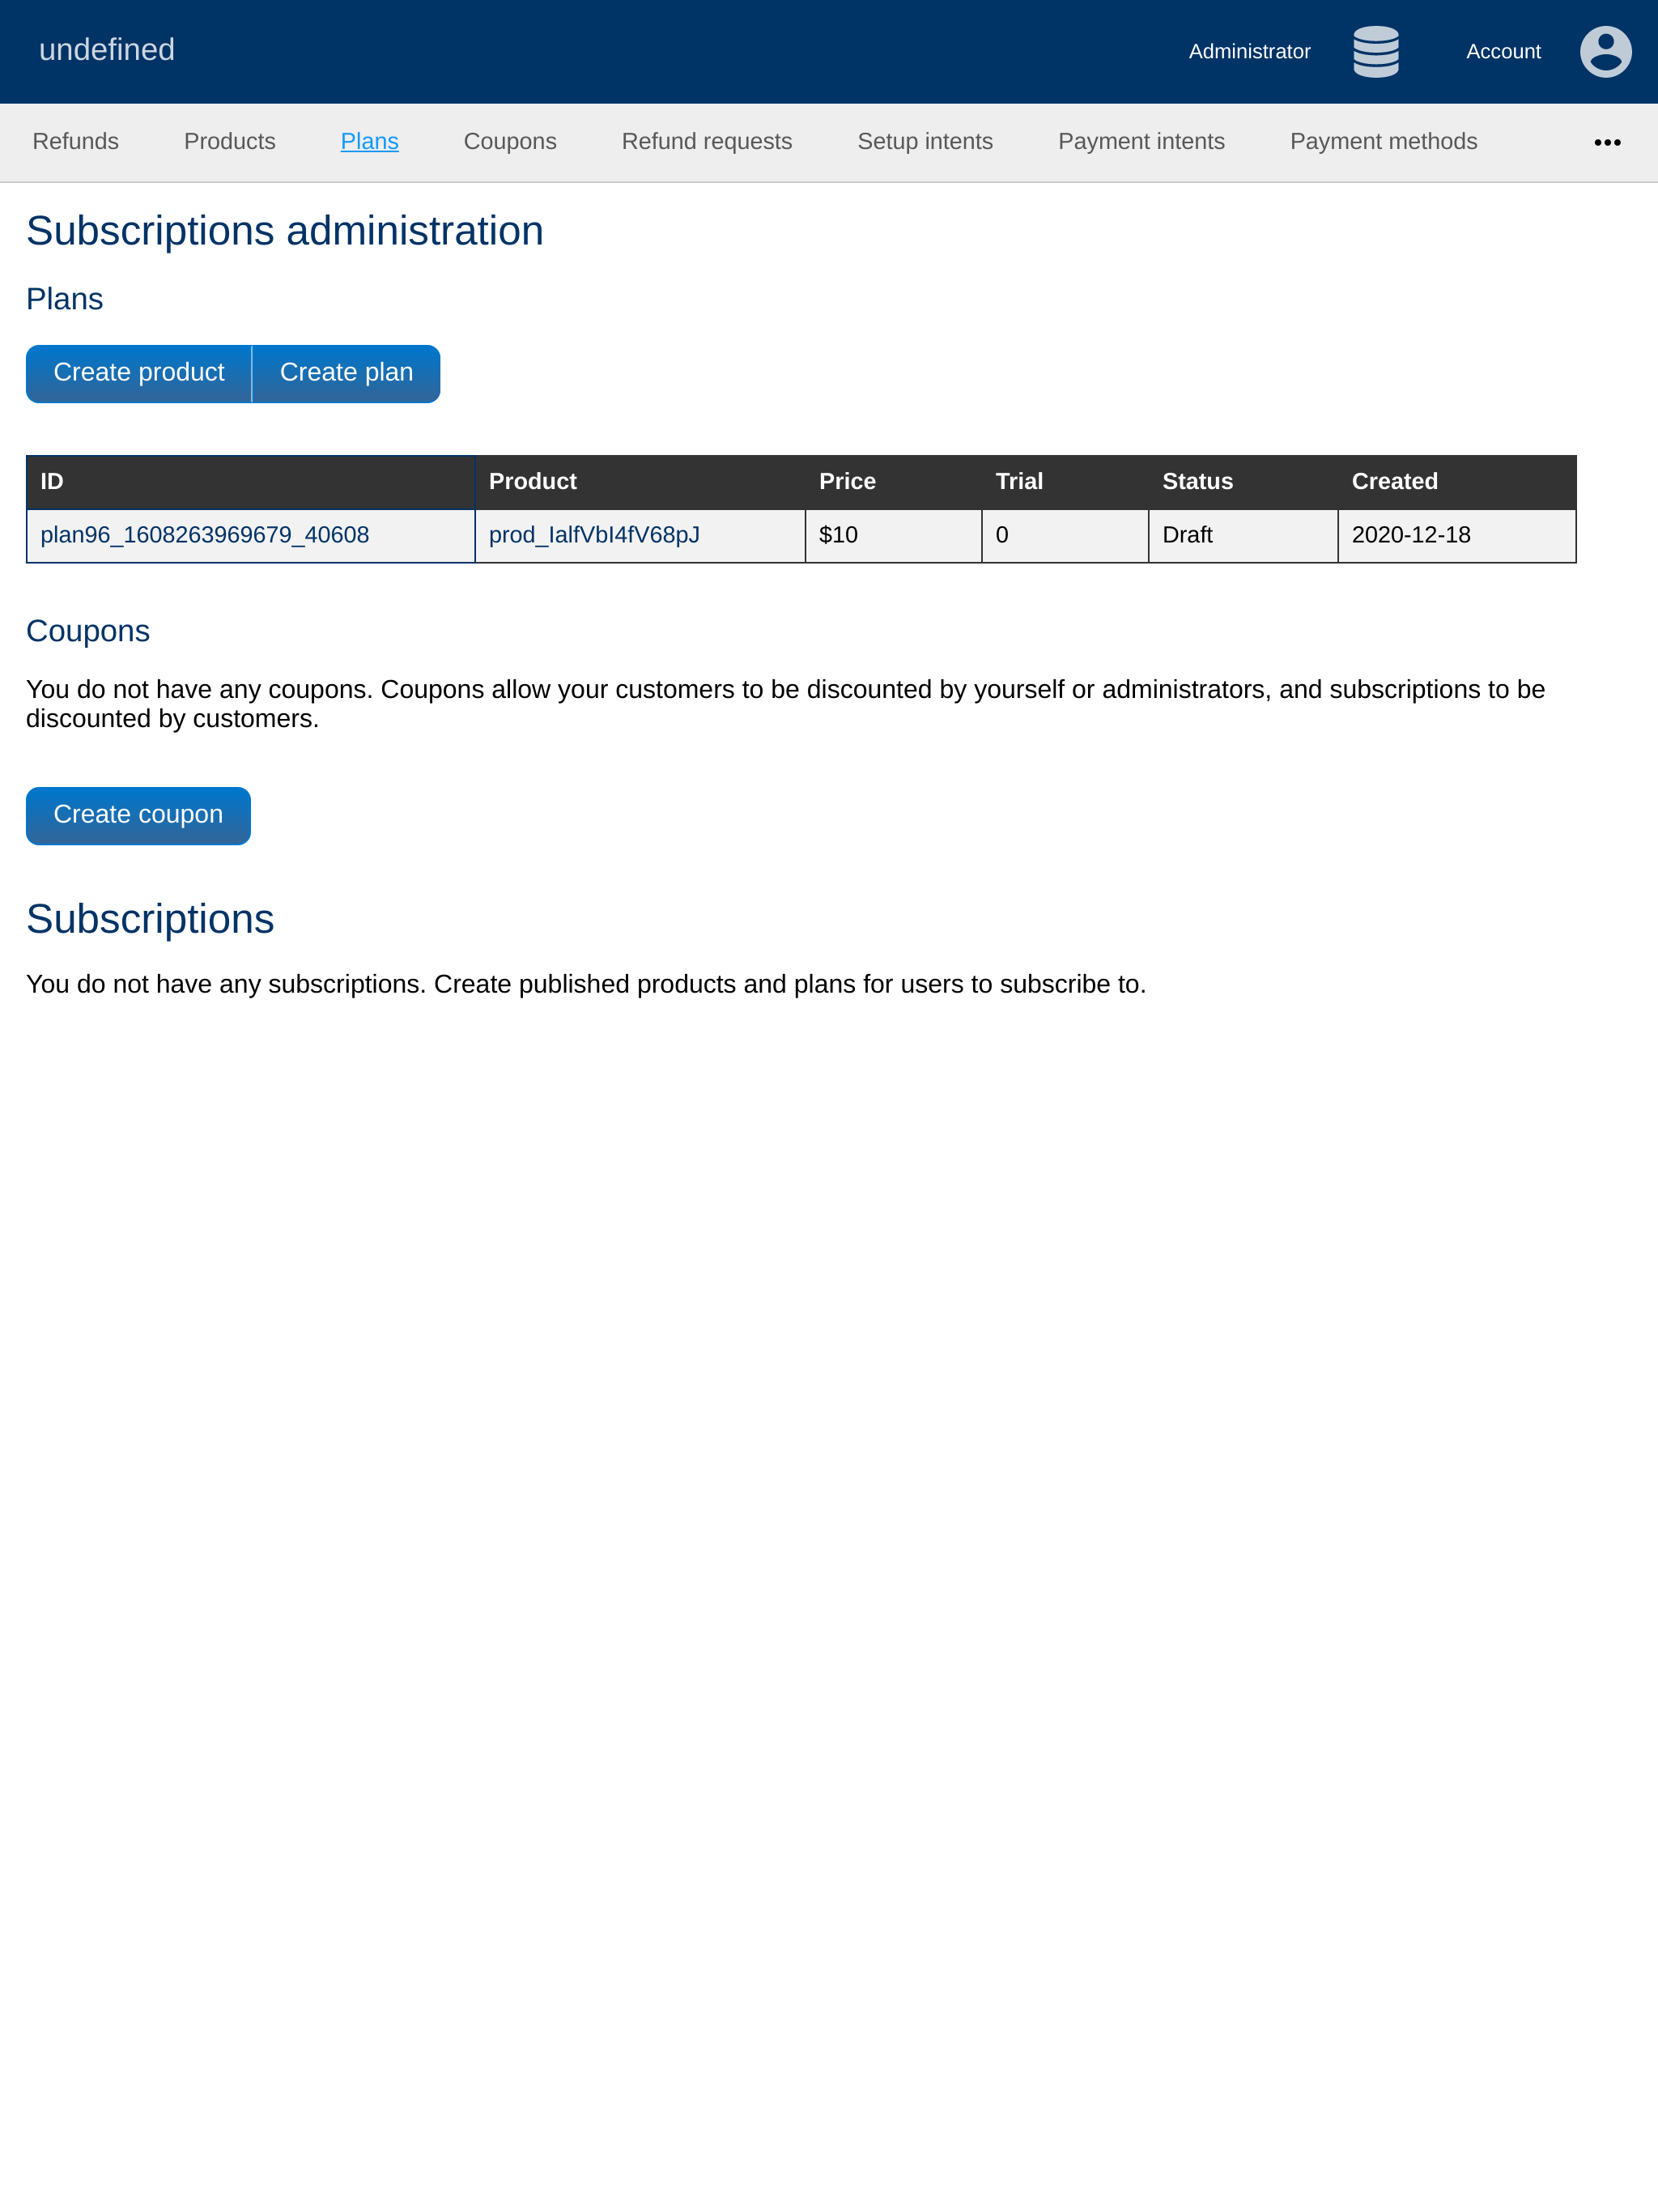 undefined
Administrator Account
Refunds Products Plans Coupons Refund requests Setup intents Payment intents Payment methods •••
Subscriptions administration
Plans
Create product Create plan
ID Product Price Trial Status Created
plan96_1608263969679_40608 prod_IalfVbI4fV68pJ $10 0 Draft 2020-12-18
Coupons
You do not have any coupons. Coupons allow your customers to be discounted by yourself or administrators, and subscriptions to be
discounted by customers.
Create coupon
Subscriptions
You do not have any subscriptions. Create published products and plans for users to subscribe to.